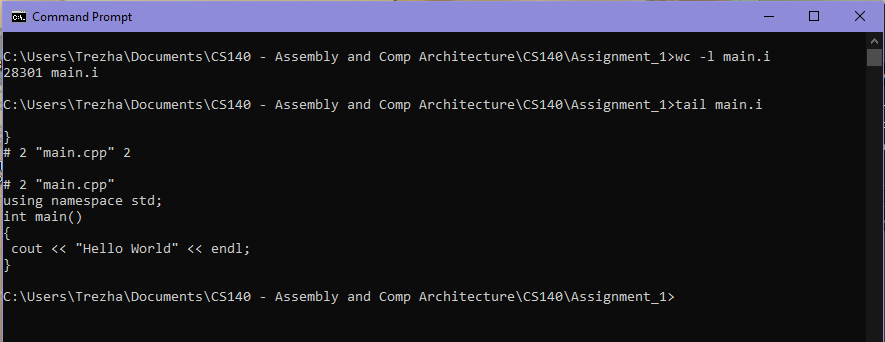 Command Prompt
C:\Users\Trezha\Documents\CS140 - Assembly and Comp Architecture\CS140\Assignment_1>wc -l main.i
28301 main.i
C:\Users\Trezha\Documents\CS140 - Assembly and Comp Architecture\CS140\Assignment_1>tail main.i
}
# 2 "main.cpp" 2
# 2 "main.cpp"
using namespace std;
int main()
{
 cout << "Hello World" << endl;
}
C:\Users\Trezha\Documents\CS140 - Assembly and Comp Architecture\CS140\Assignment_1>